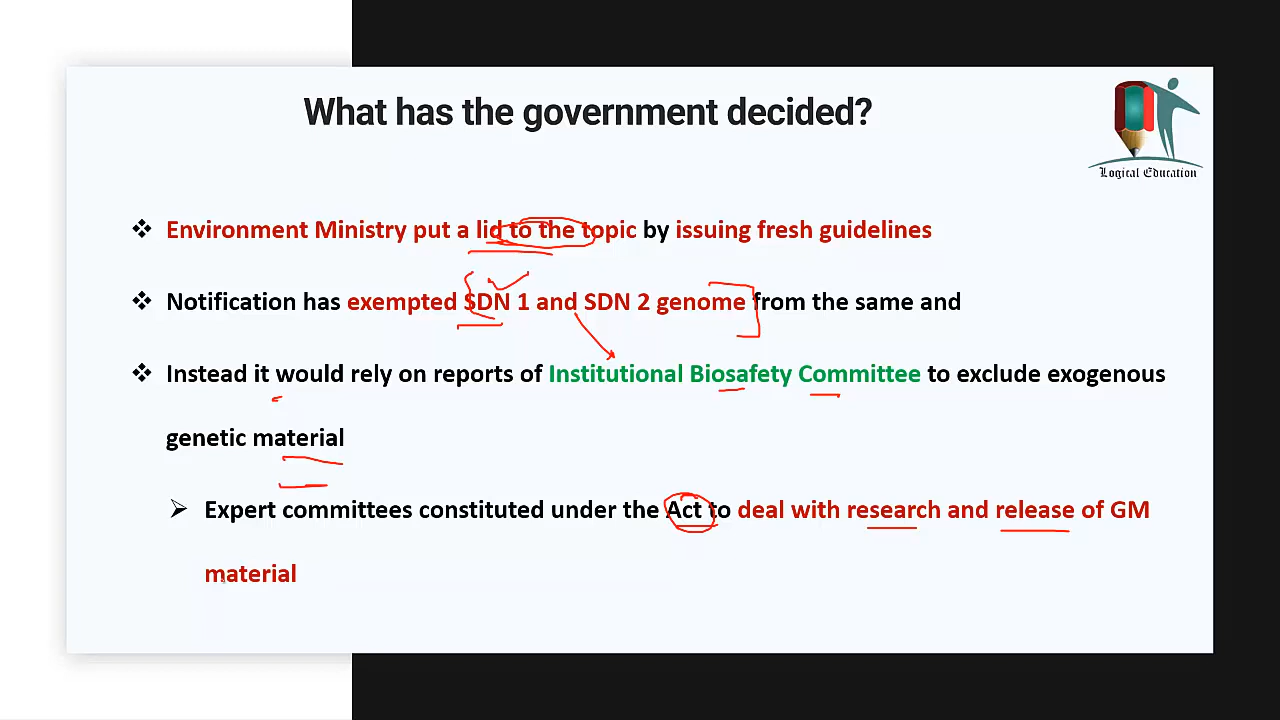 What has the government decided?
Logical Education
Environment Ministry put a lid to the topic by issuing fresh guidelines
Notification has exempted SDN 1 and SDN 2 genome from the same and
Instead it would rely on reports of Institutional Biosafety Committee to exclude exogenous
genetic material
Expert committees constituted under the Act to deal with research and release of GM
material